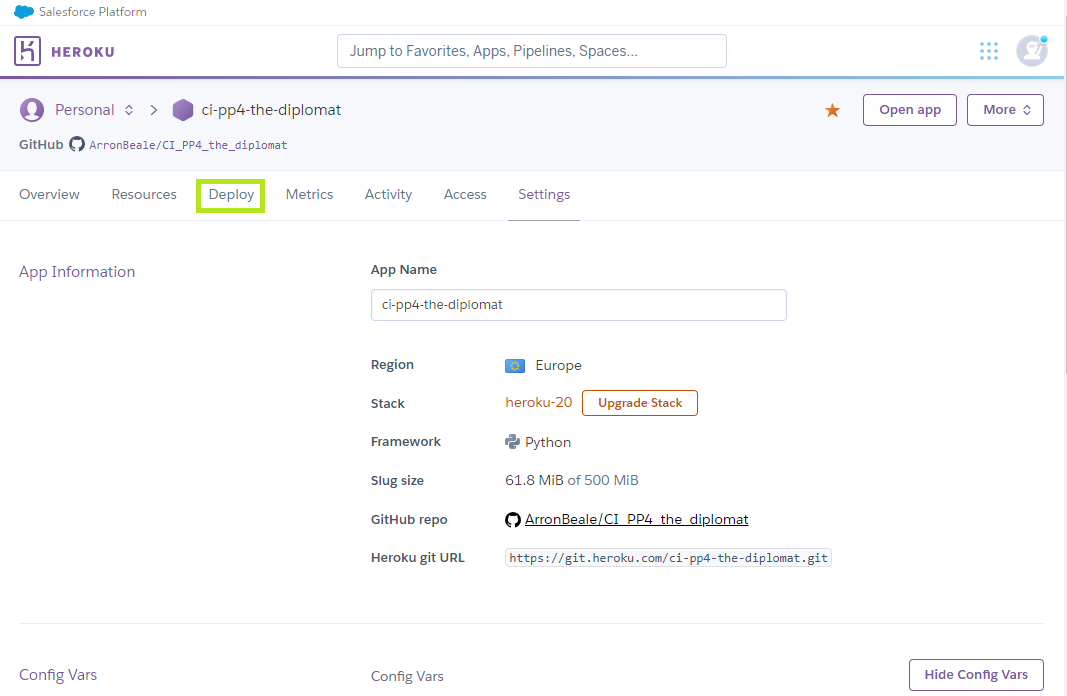 Salesforce Platform
HEROKU
Jump to Favorites, Apps, Pipelines, Spaces...
Personal ci-pp4-the-diplomat
Open app
More
GitHub ArronBeale/CI_PP4_the_diplomat
Overview Resources Deploy Metrics Activity Access Settings
App Information
App Name
ci-pp4-the-diplomat
Region Europe
Stack heroku-20 Upgrade Stack
Framework Python
Slug size 61.8 MiB of 500 MiB
GitHub repo ArronBeale/CI_PP4_the_diplomat
Heroku git URL https://git.heroku.com/ci-pp4-the-diplomat.git
Config Vars
Config Vars
Hide Config Vars